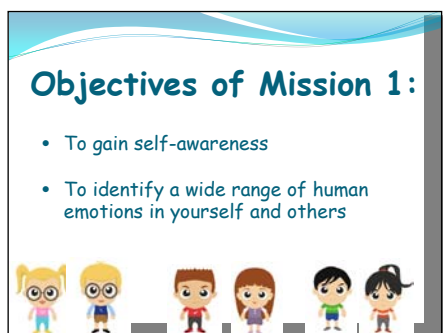 Objectives of Mission 1:
• To gain self-awareness
• To identify a wide range of human
emotions in yourself and others